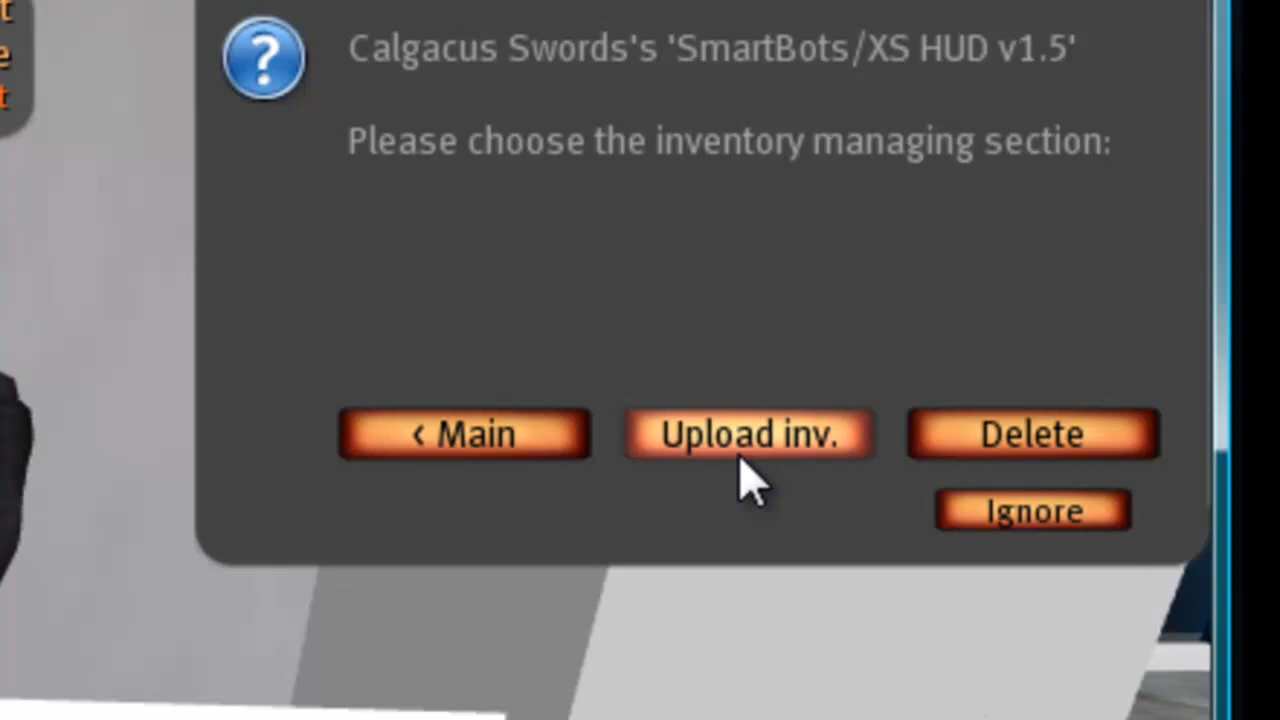 Calgacus Swords's 'SmartBots/XS HUD v1.5'
Please choose the inventory managing section:
‹ Main
Upload inv.
Delete
Ignore